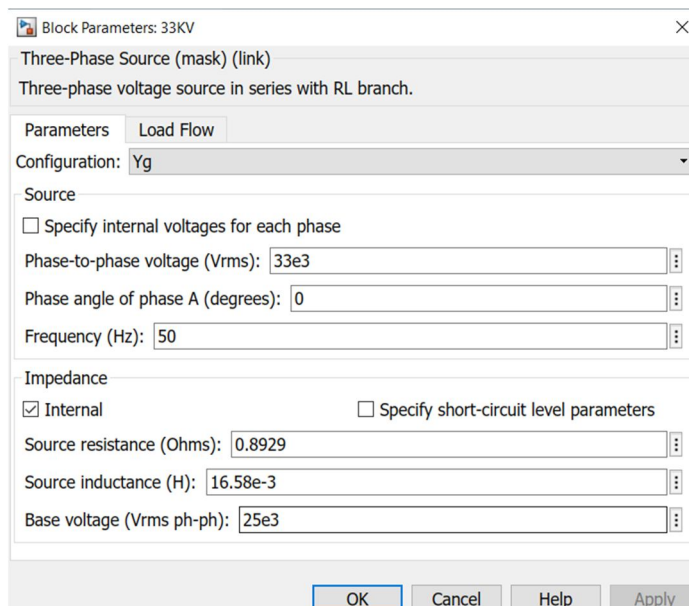 Block Parameters: 33KV
Three-Phase Source (mask) (link)
Three-phase voltage source in series with RL branch.
Parameters Load Flow
Configuration: Yg
Source
Specify internal voltages for each phase
Phase-to-phase voltage (Vrms): 33e3
Phase angle of phase A (degrees): 0
Frequency (Hz): 50
Impedance
Internal Specify short-circuit level parameters
Source resistance (Ohms): 0.8929
Source inductance (H): 16.58e-3
Base voltage (Vrms ph-ph): 25e3
OK Cancel Help Apply